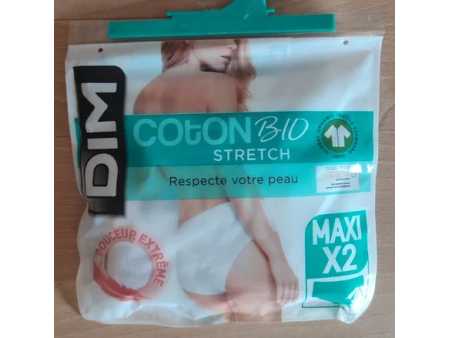 DIM
COtON BIO
STRETCH
Respecte votre peau
DOUCEUR EXTRÊME
MAXI
X2